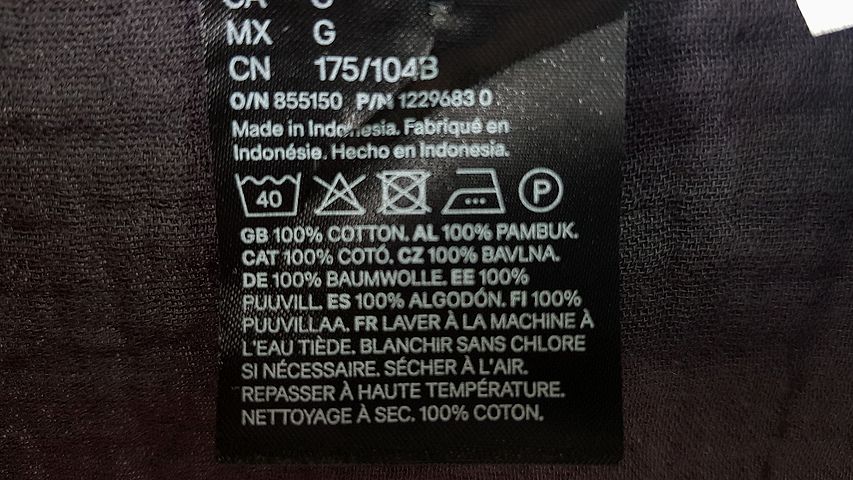 MX G
CN 175/104B
O/N 855150 P/N 1229683 0
Made in Indonesia. Fabriqué en
Indonésie. Hecho en Indonesia.
40 P
GB 100% COTTON. AL 100% PAMBUK.
CAT 100% COTÓ. CZ 100% BAVLNA.
DE 100% BAUMWOLLE. EE 100%
PUUVILL. ES 100% ALGODÓN. FI 100%
PUUVILLAA. FR LAVER À LA MACHINE À
L'EAU TIÈDE. BLANCHIR SANS CHLORE
SI NÉCESSAIRE. SÉCHER À L'AIR.
REPASSER À HAUTE TEMPÉRATURE.
NETTOYAGE À SEC. 100% COTON.